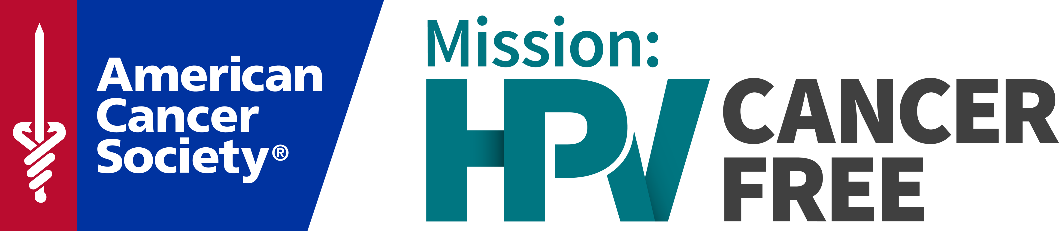 American
Cancer
Society®
Mission:
HPV
CANCER
FREE